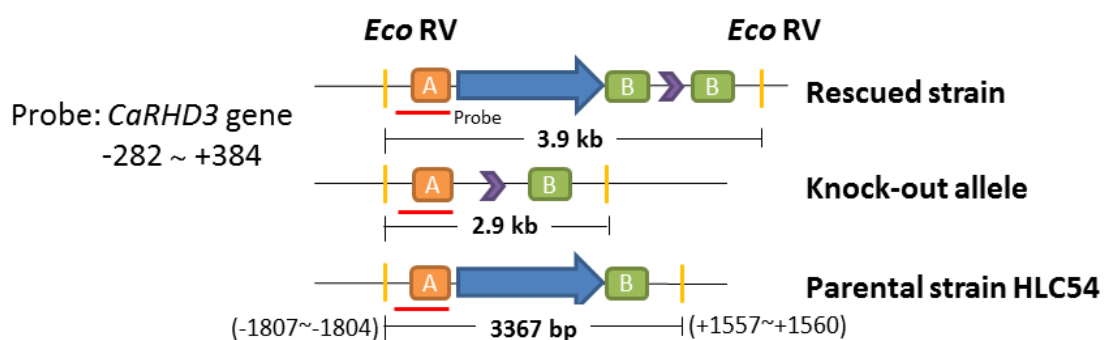 Eco RV Eco RV
A B B Rescued strain
Probe: CaRHD3 gene
-282 ~ +384
Probe
3.9 kb
A B Knock-out allele
2.9 kb
A B Parental strain HLC54
(-1807~-1804) 3367 bp (+1557~+1560)